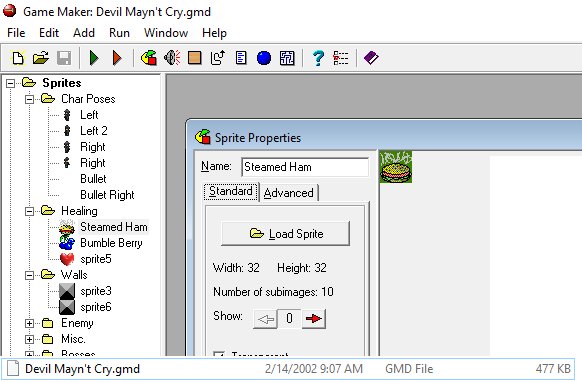 Game Maker: Devil Mayn't Cry.gmd
File Edit Add Run Window Help
Sprites
Char Poses
Left
Left 2
Right
Right
Bullet
Bullet Right
Healing
Steamed Ham
Bumble Berry
sprite5
Walls
sprite3
sprite6
Enemy
Misc.
Bosses
Sprite Properties
Name: Steamed Ham
Standard Advanced
Load Sprite
Width: 32 Height: 32
Number of subimages: 10
Show: 0
Transparent
Devil Mayn't Cry.gmd 2/14/2002 9:07 AM GMD File 477 KB